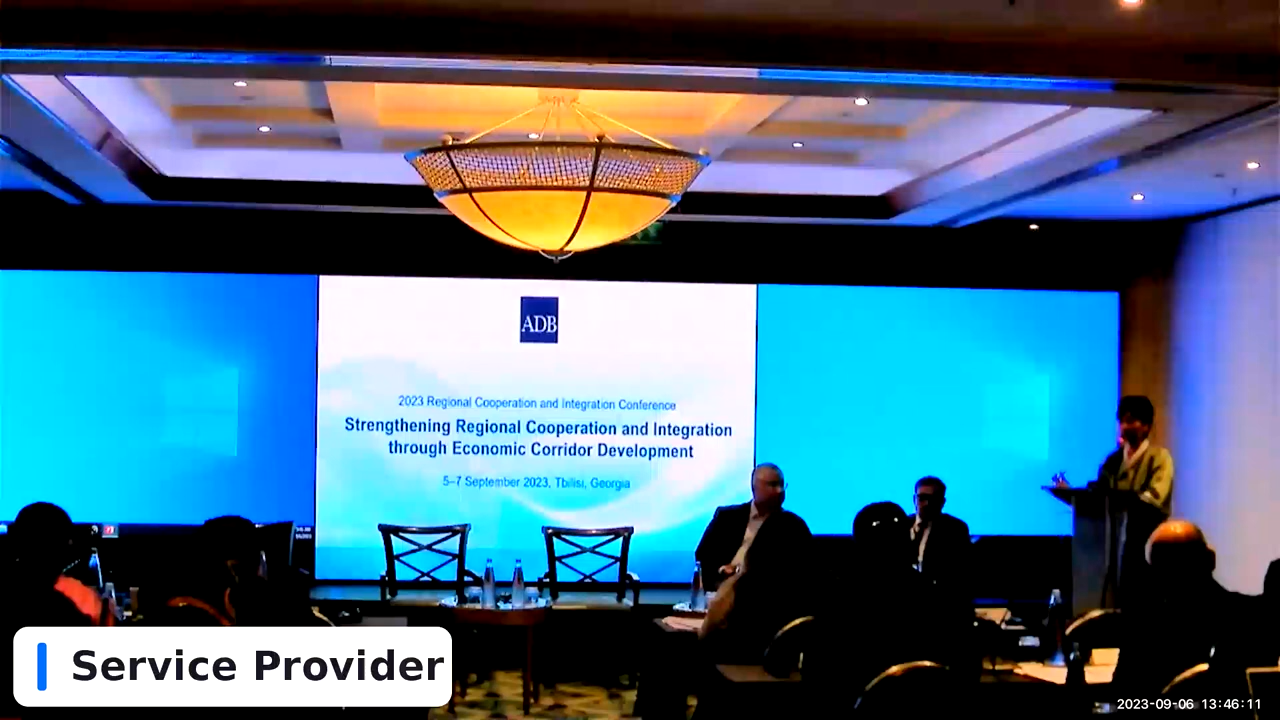 ADB
2023 Regional Cooperation and Integration Conference
Strengthening Regional Cooperation and Integration
through Economic Corridor Development
5–7 September 2023, Tbilisi, Georgia
Service Provider
2023-09-06 13:46:11